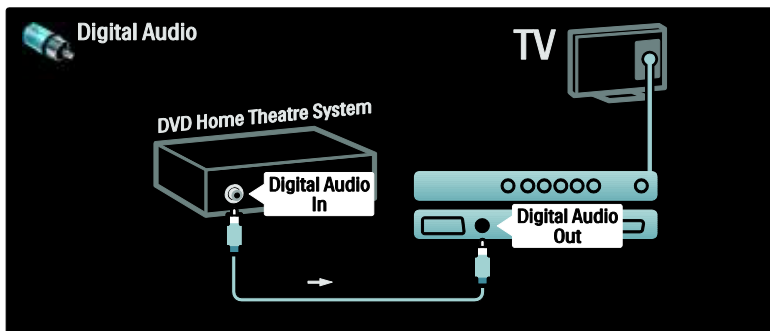 Digital Audio
TV
DVD Home Theatre System
Digital Audio
In
Digital Audio
Out